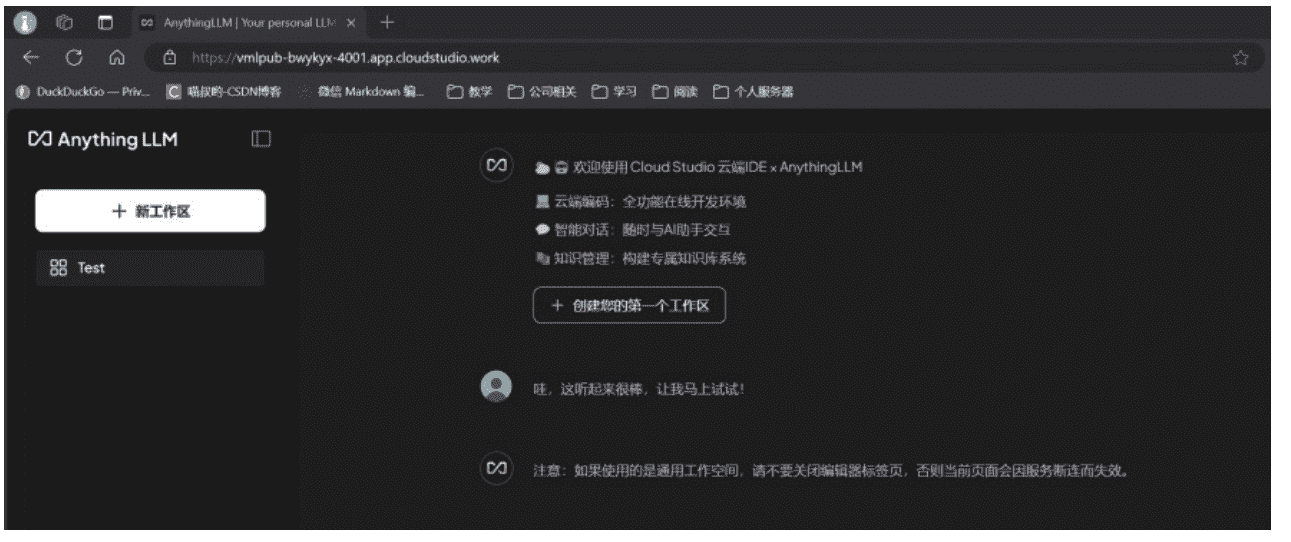 AnythingLLM | Your personal LLM
https://vmlpub-bwykyx-4001.app.cloudstudio.work
DuckDuckGo — Priv... 喵叔哟-CSDN博客 微信 Markdown 编... 教学 公司相关 学习 阅读 个人服务器
Anything LLM
新工作区
Test
欢迎使用 Cloud Studio 云端IDE x AnythingLLM
云端编码：全功能在线开发环境
智能对话：随时与AI助手交互
知识管理：构建专属知识库系统
创建您的第一个工作区
哇，这听起来很棒，让我马上试试！
注意：如果使用的是通用工作空间，请不要关闭编辑器标签页，否则当前页面会因服务断连而失效。